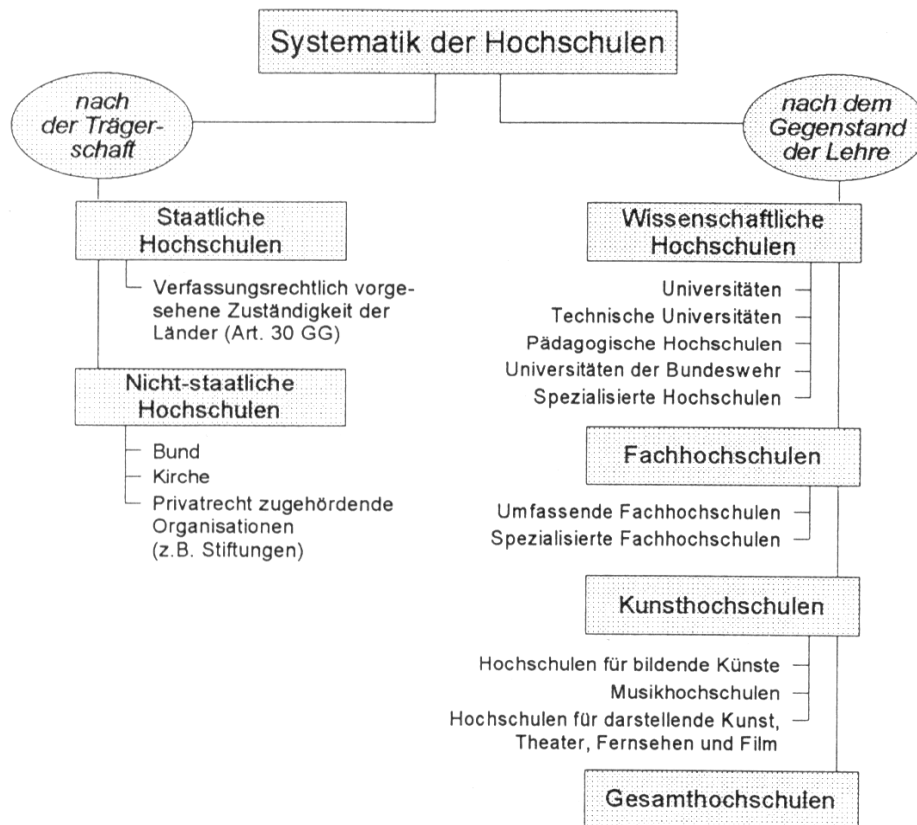 Systematik der Hochschulen
nach
der Träger-
schaft
Staatliche
Hochschulen
Verfassungsrechtlich vorge-
sehene Zuständigkeit der
Länder (Art. 30 GG)
Nicht-staatliche
Hochschulen
Bund
Kirche
Privatrecht zugehördende
Organisationen
(z.B. Stiftungen)
nach dem
Gegenstand
der Lehre
Wissenschaftliche
Hochschulen
Universitäten
Technische Universitäten
Pädagogische Hochschulen
Universitäten der Bundeswehr
Spezialisierte Hochschulen
Fachhochschulen
Umfassende Fachhochschulen
Spezialisierte Fachhochschulen
Kunsthochschulen
Hochschulen für bildende Künste
Musikhochschulen
Hochschulen für darstellende Kunst,
Theater, Fernsehen und Film
Gesamthochschulen